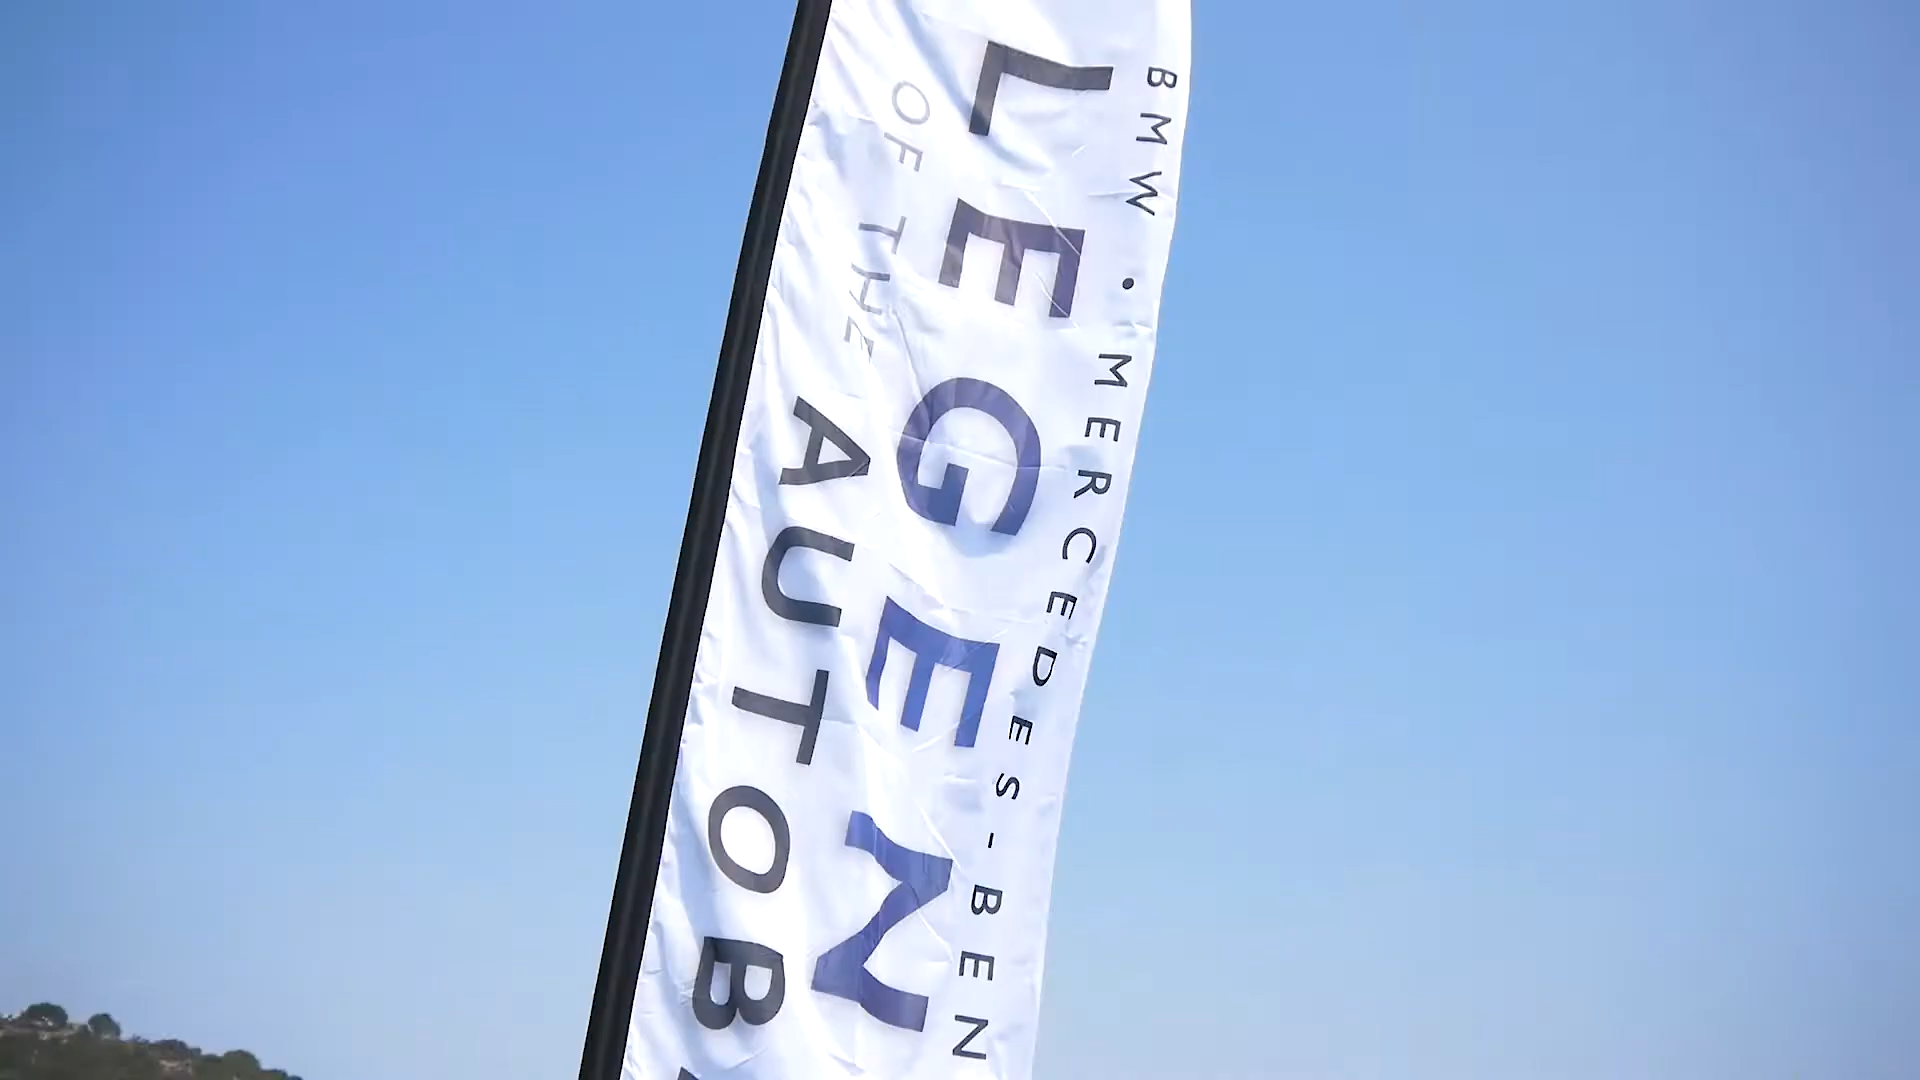 BMW • MERCEDES-BEN
LEGEN
OF THE AUTOB